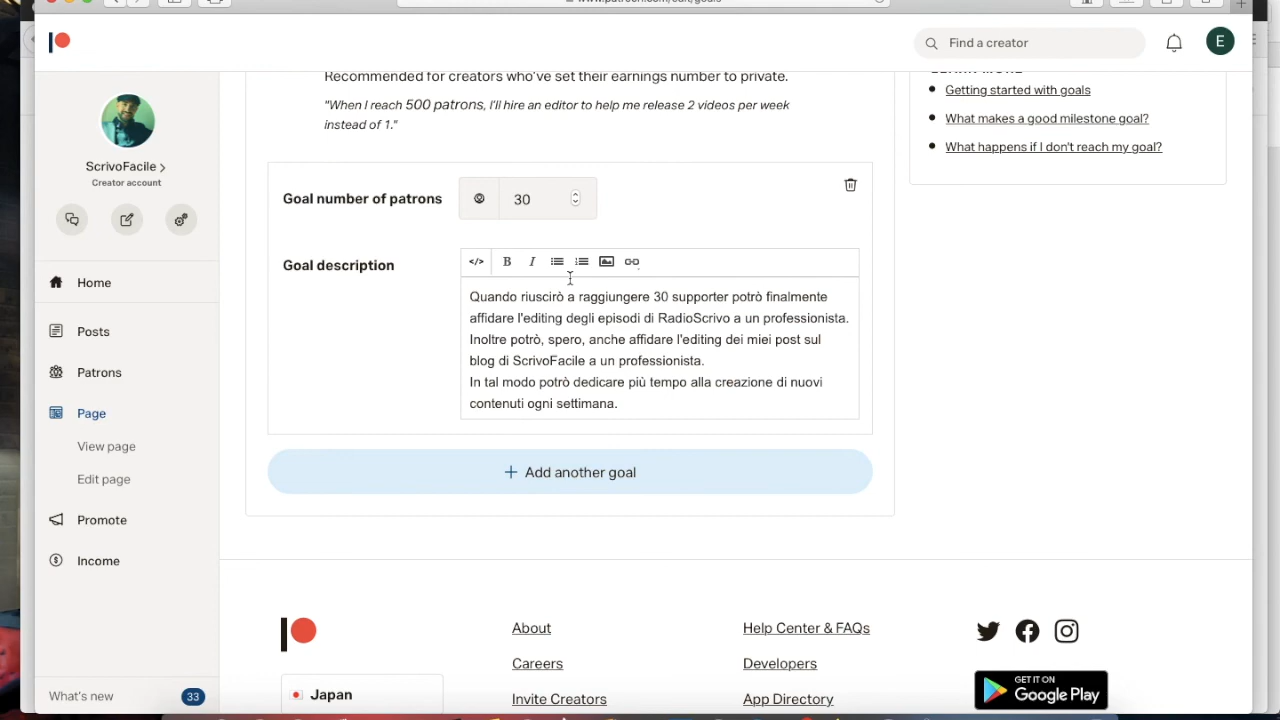 Find a creator
E
ScrivoFacile
Creator account
Home
Posts
Patrons
Page
View page
Edit page
Promote
Income
What's new
33
Recommended for creators who've set their earnings number to private.
"When I reach 500 patrons, I'll hire an editor to help me release 2 videos per week
instead of 1."
Goal number of patrons
30
Goal description
</> B I
Quando riuscirò a raggiungere 30 supporter potrò finalmente
affidare l'editing degli episodi di RadioScrivo a un professionista.
Inoltre potrò, spero, anche affidare l'editing dei miei post sul
blog di ScrivoFacile a un professionista.
In tal modo potrò dedicare più tempo alla creazione di nuovi
contenuti ogni settimana.
+ Add another goal
Getting started with goals
What makes a good milestone goal?
What happens if I don't reach my goal?
Japan
About
Careers
Invite Creators
Help Center & FAQs
Developers
App Directory
GET IT ON
Google Play